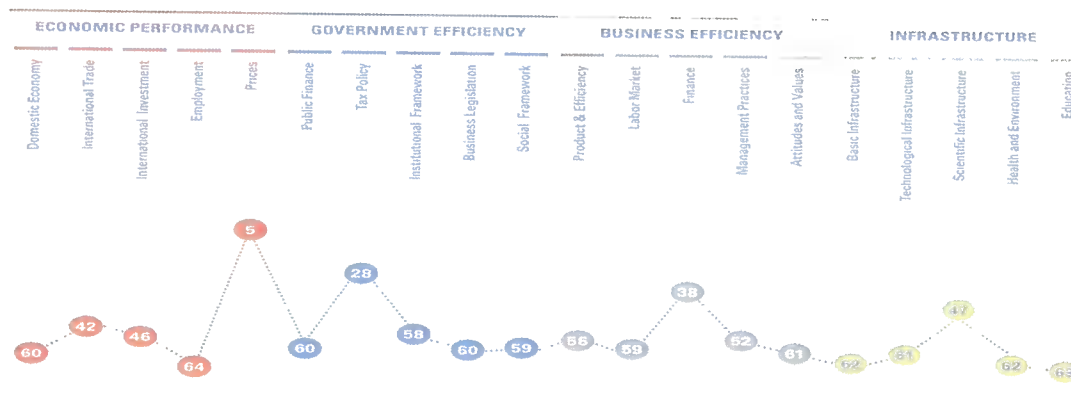 ECONOMIC PERFORMANCE
GOVERNMENT EFFICIENCY
BUSINESS EFFICIENCY
INFRASTRUCTURE
Domestic Economy
International Trade
International Investment
Employment
Prices
Public Finance
Tax Policy
Institutional Framework
Business Legislation
Social Framework
Product & Efficiency
Labor Market
Finance
Management Practices
Attitudes and Values
Basic Infrastructure
Technological Infrastructure
Scientific Infrastructure
Health and Environment
Education
60
42
46
64
5
60
28
58
60
59
56
59
38
52
61
62
61
47
62
63